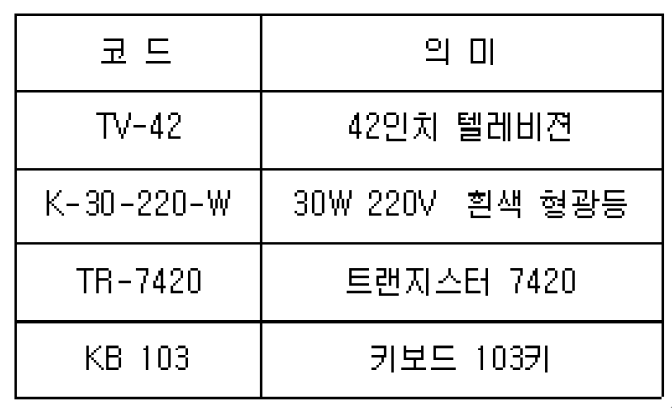 코 드 의 미
TV-42 42인치 텔레비젼
K-30-220-W 30W 220V 흰색 형광등
TR-7420 트랜지스터 7420
KB 103 키보드 103키